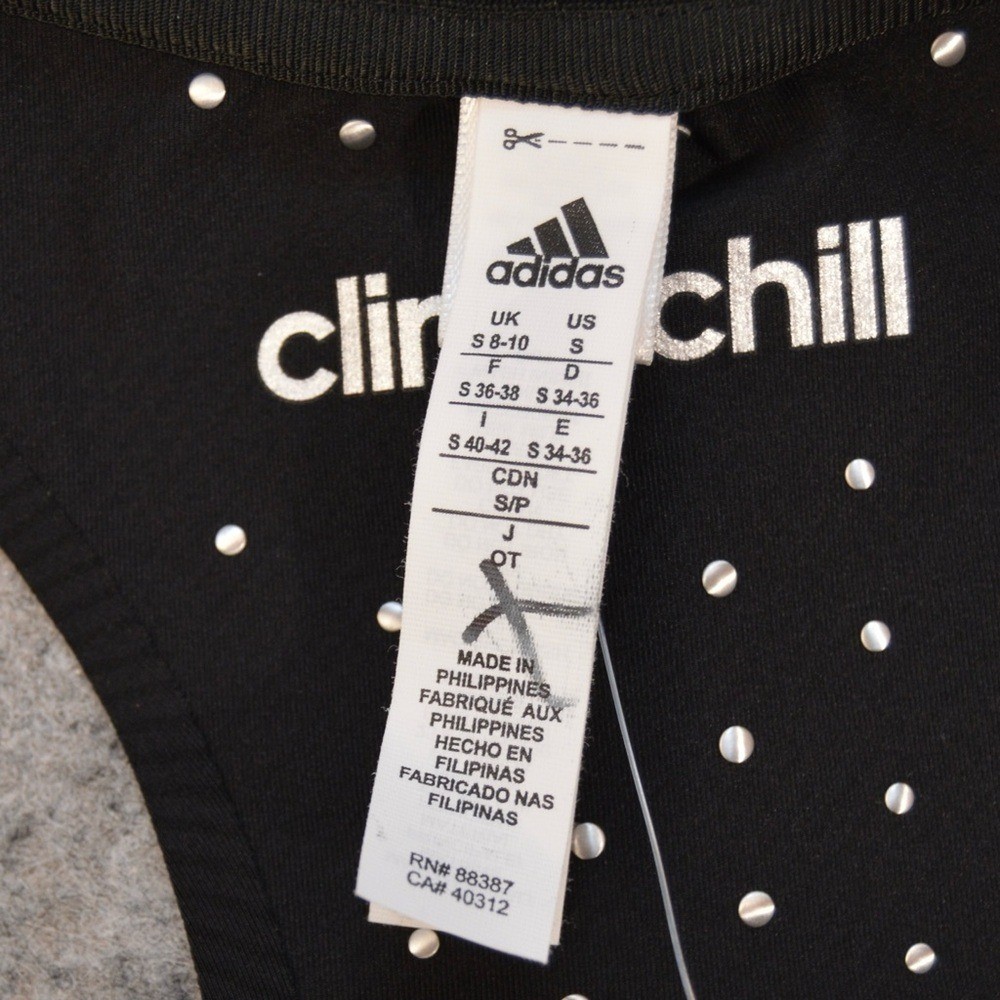 adidas
UK US
S 8-10 S
F D
S 36-38 S 34-36
I E
S 40-42 S 34-36
CDN
S/P
J
OT
MADE IN
PHILIPPINES
FABRIQUÉ AUX
PHILIPPINES
HECHO EN
FILIPINAS
FABRICADO NAS
FILIPINAS
RN# 88387
CA# 40312
chill